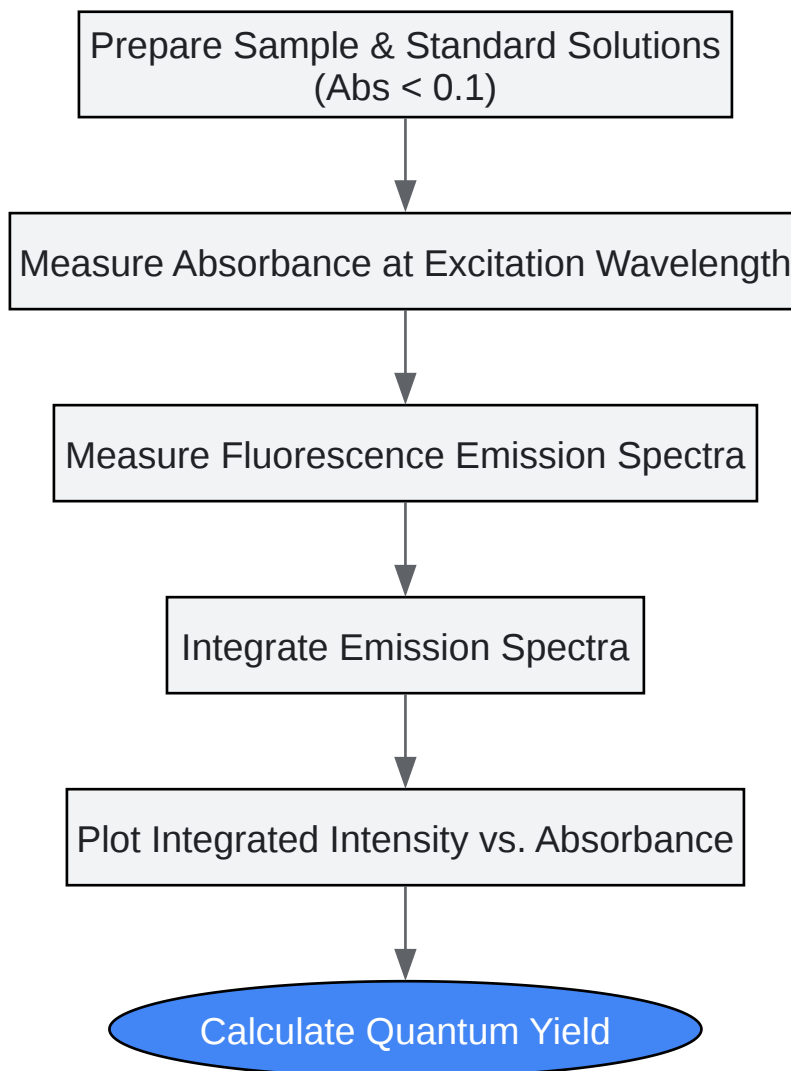 Prepare Sample & Standard Solutions
(Abs < 0.1)
Measure Absorbance at Excitation Wavelength
Measure Fluorescence Emission Spectra
Integrate Emission Spectra
Plot Integrated Intensity vs. Absorbance
Calculate Quantum Yield